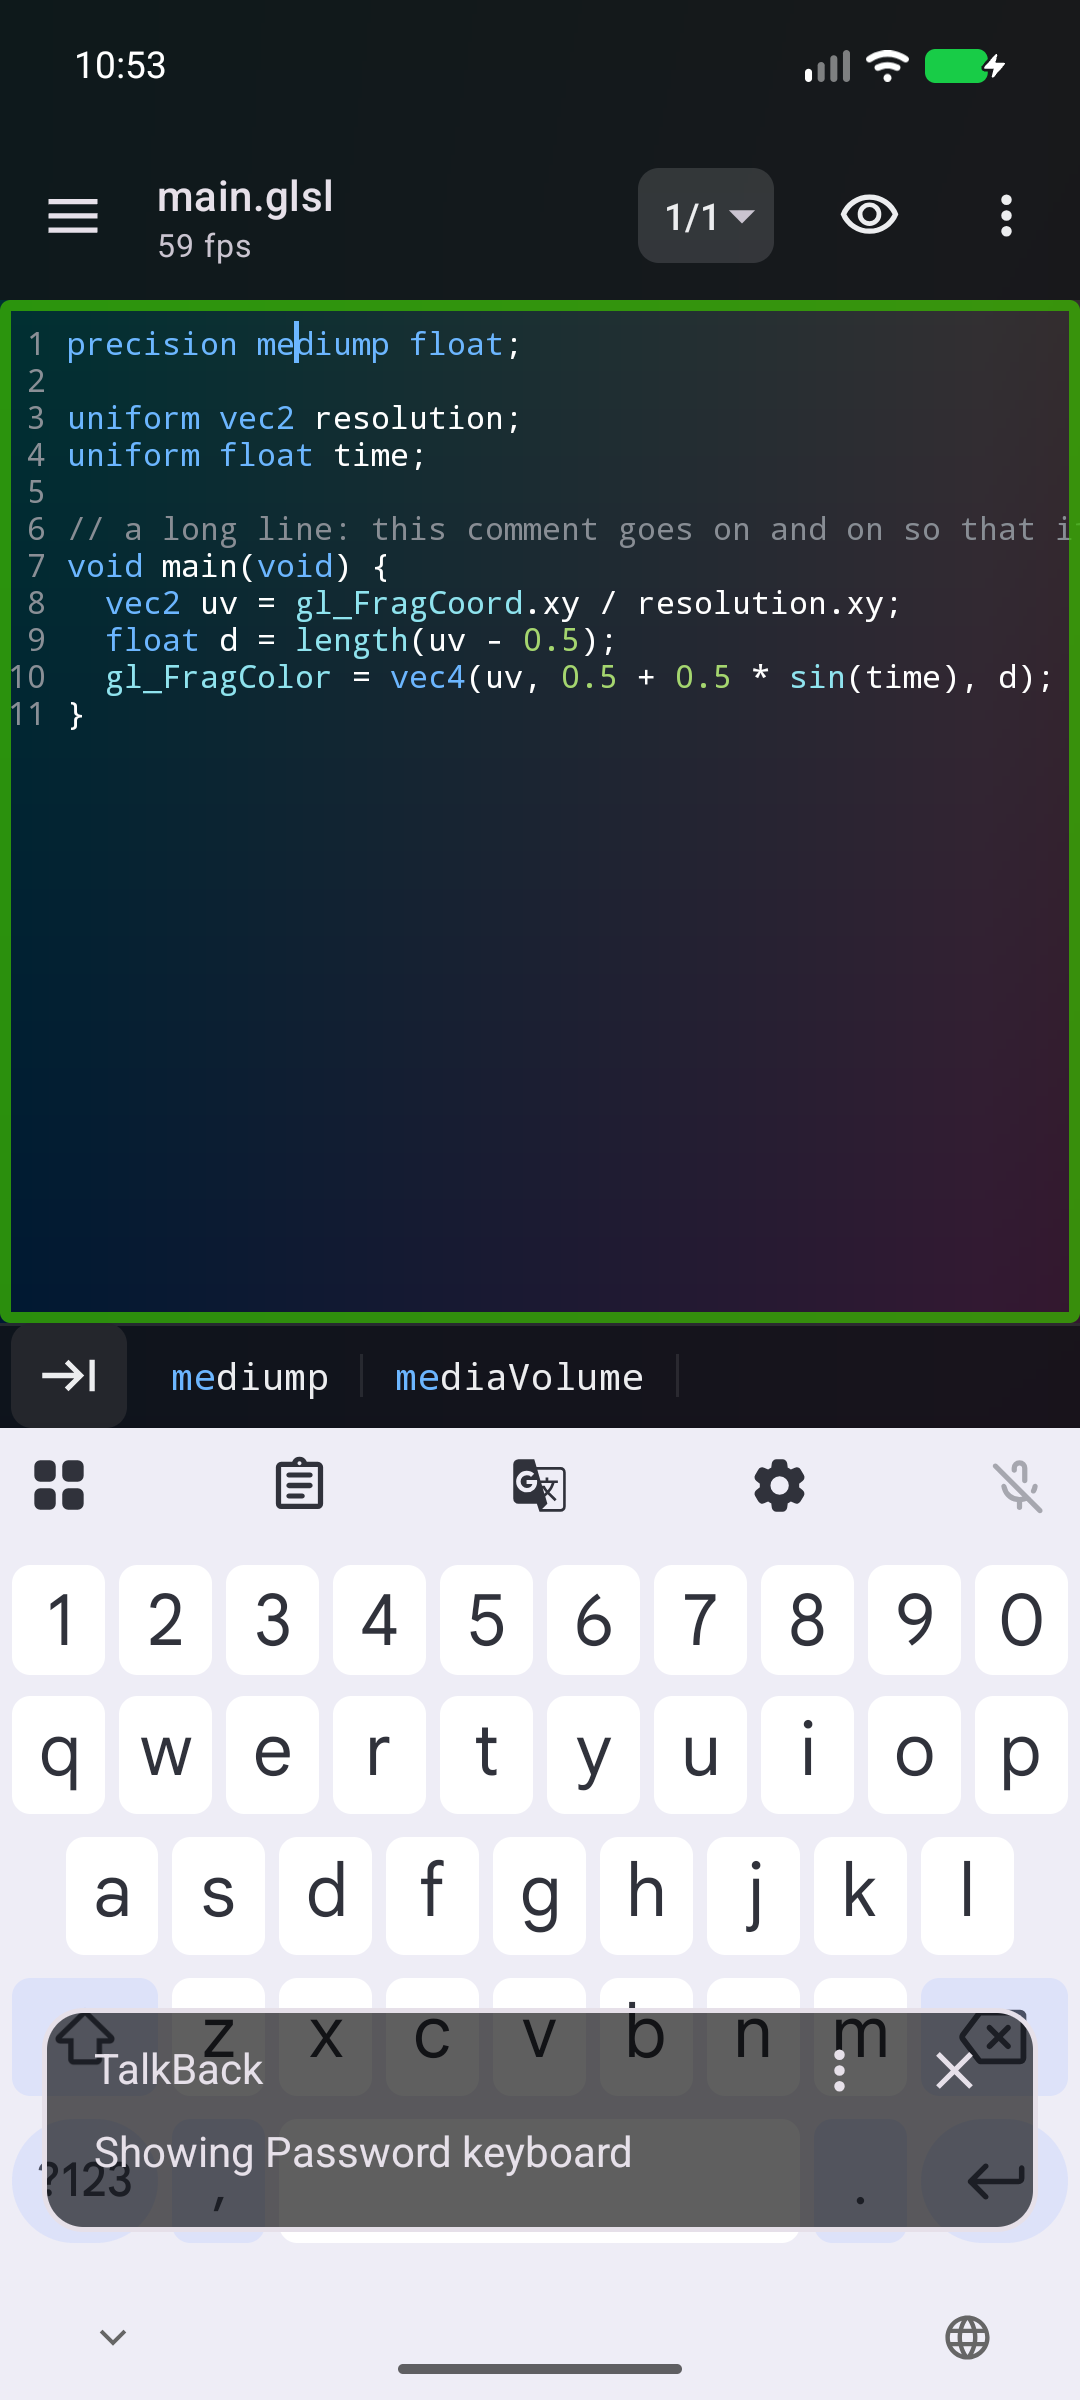 10:53
main.glsl
59 fps
1/1
1 precision mediump float;
2
3 uniform vec2 resolution;
4 uniform float time;
5
6 // a long line: this comment goes on and on so that i
7 void main(void) {
8   vec2 uv = gl_FragCoord.xy / resolution.xy;
9   float d = length(uv - 0.5);
10   gl_FragColor = vec4(uv, 0.5 + 0.5 * sin(time), d);
11 }
mediump mediaVolume
1 2 3 4 5 6 7 8 9 0
q w e r t y u i o p
a s d f g h j k l
z x c v b n m
TalkBack
Showing Password keyboard
?123 , .